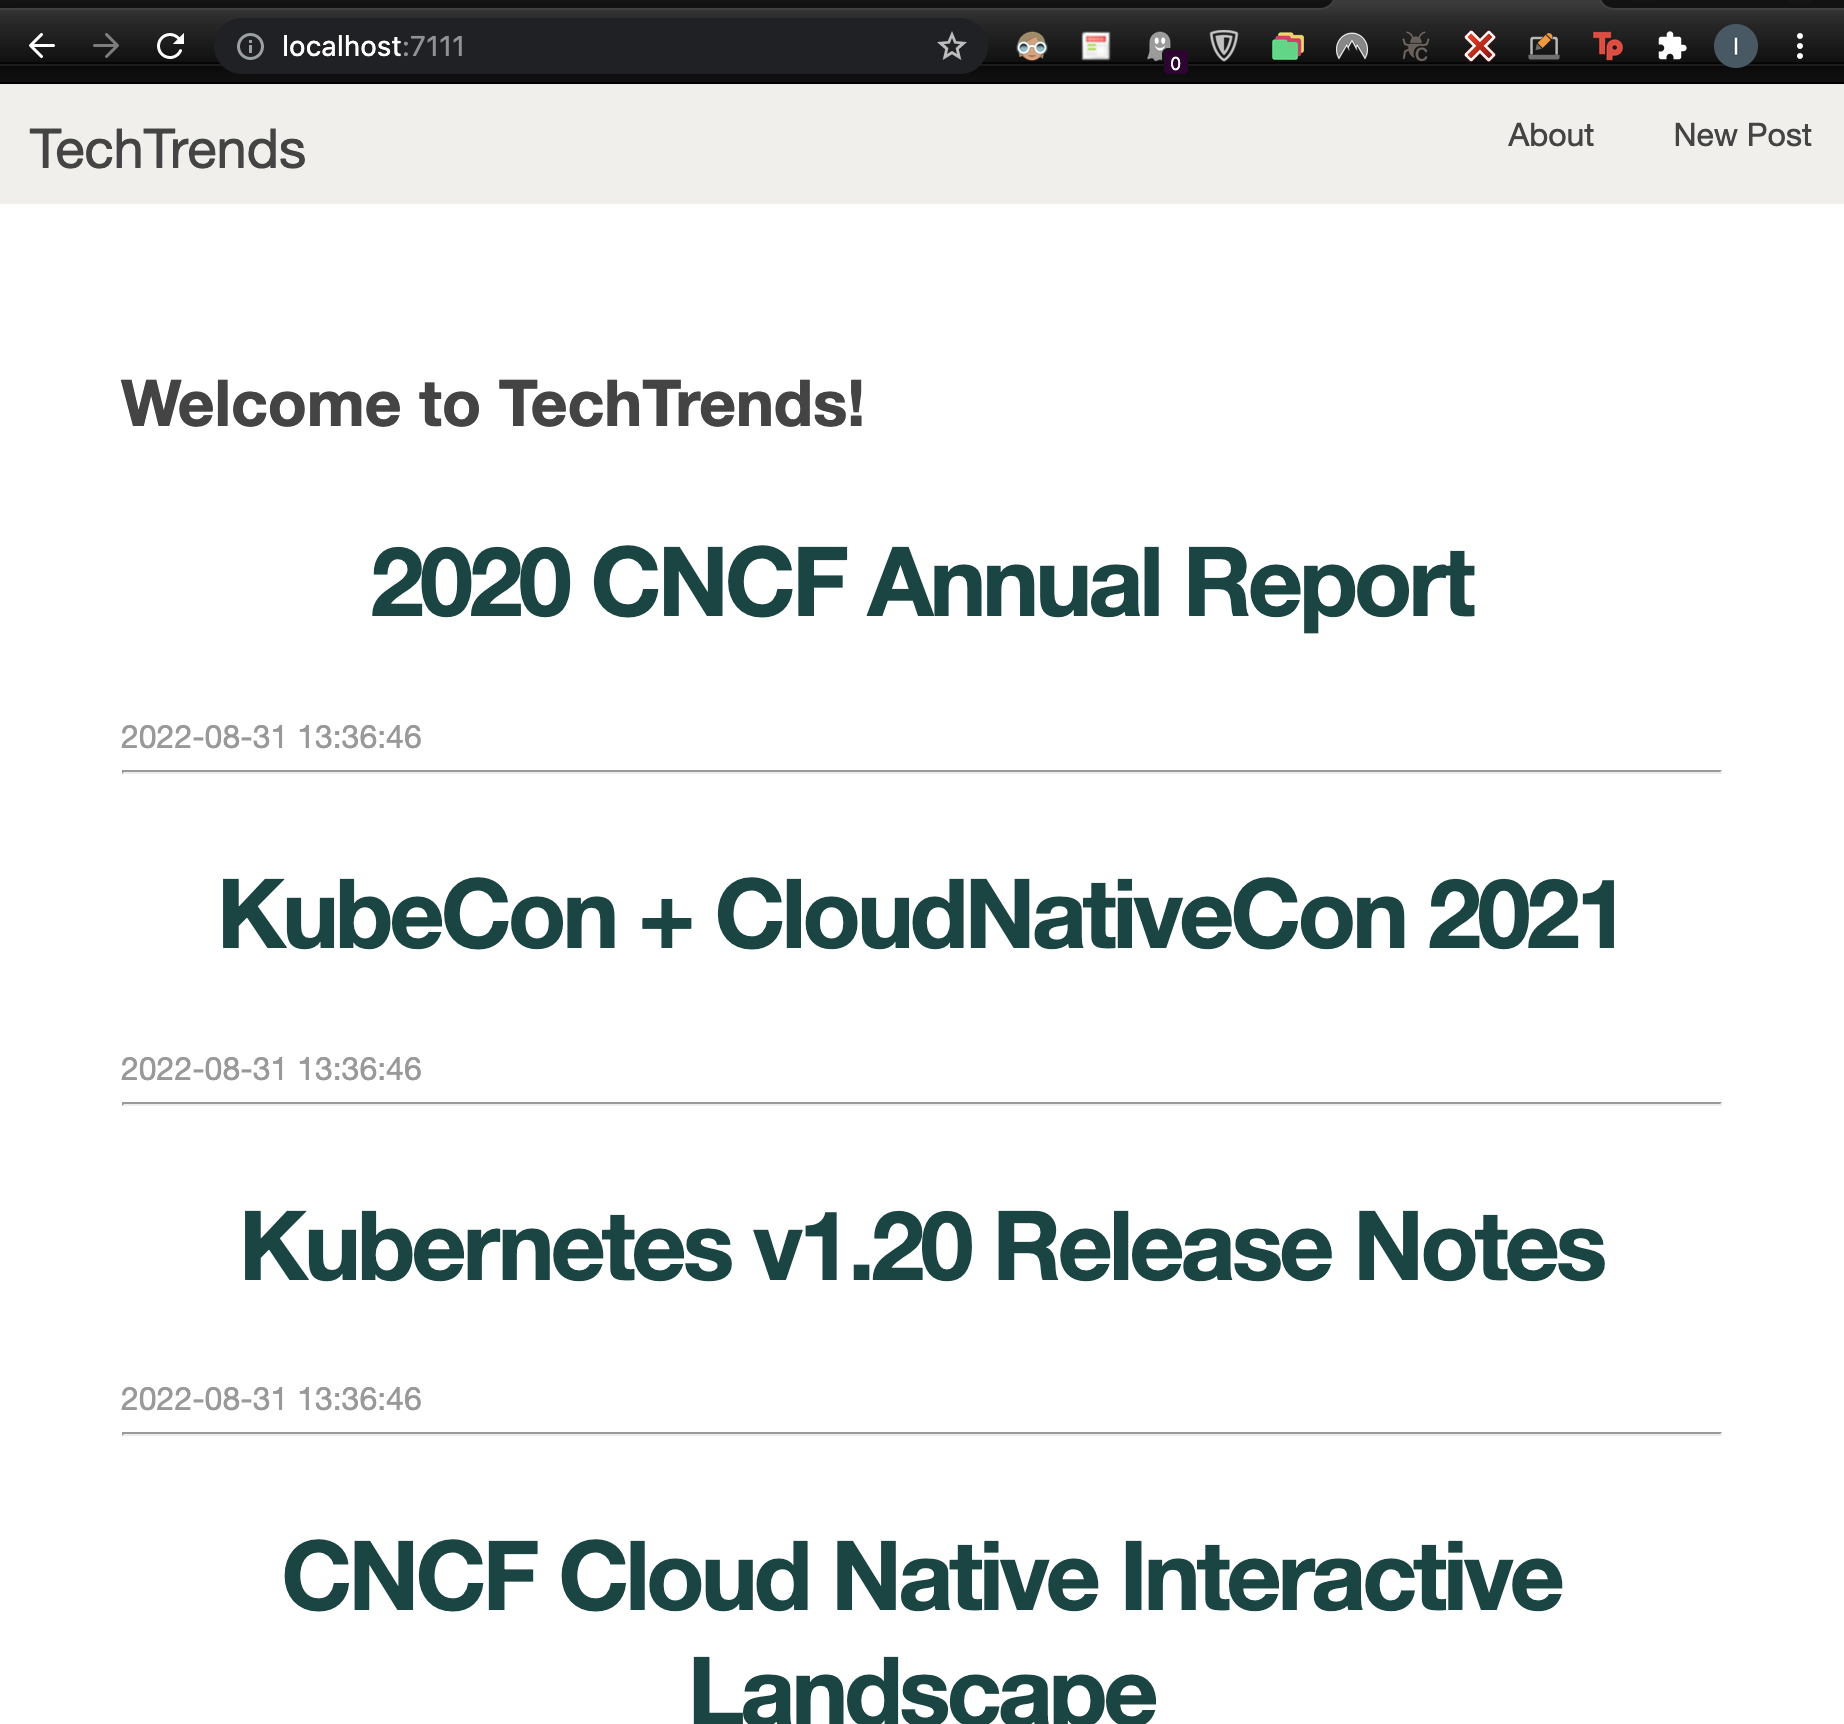 localhost:7111
0
Tp
I
TechTrends
About
New Post
Welcome to TechTrends!
2020 CNCF Annual Report
2022-08-31 13:36:46
KubeCon + CloudNativeCon 2021
2022-08-31 13:36:46
Kubernetes v1.20 Release Notes
2022-08-31 13:36:46
CNCF Cloud Native Interactive
Landscape